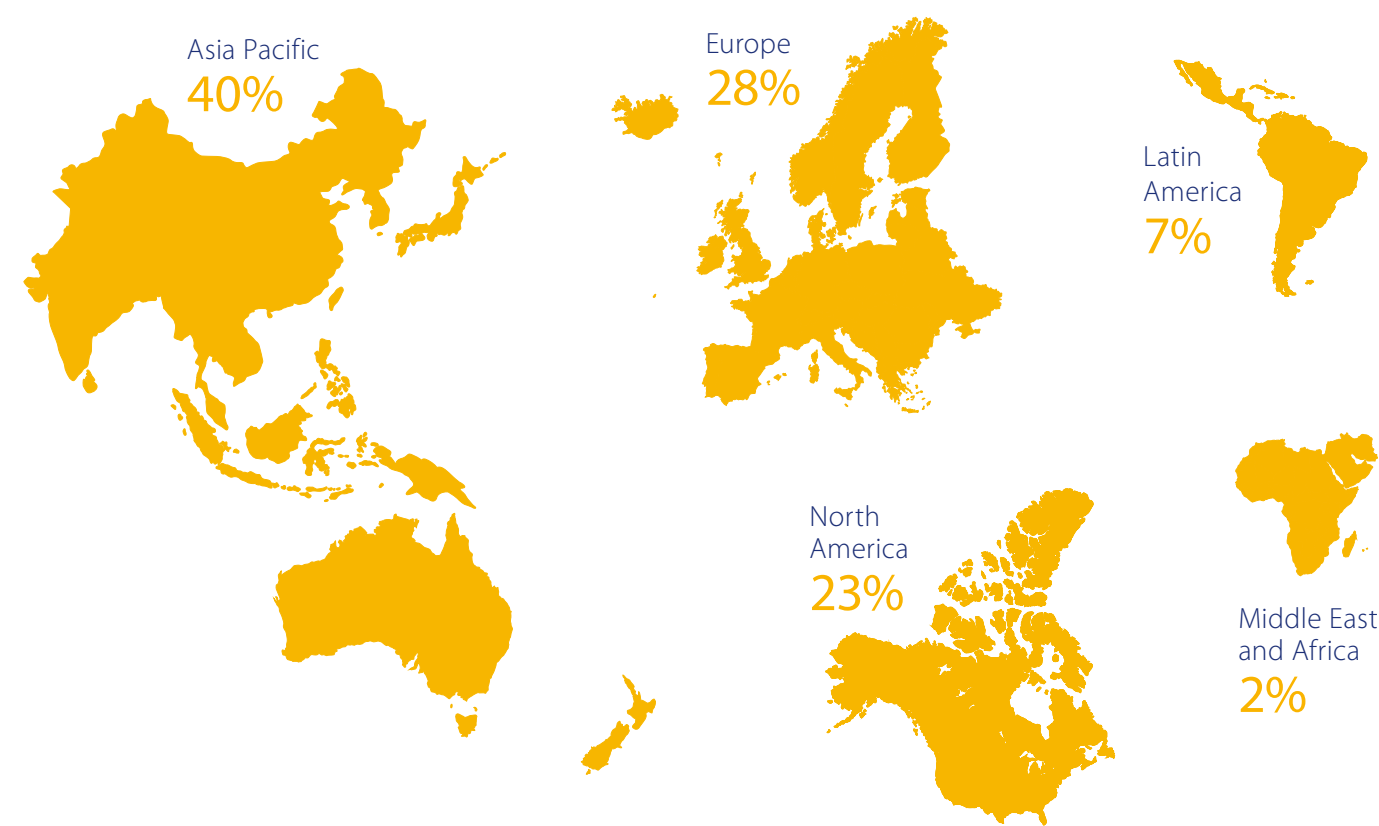 Asia Pacific
40%
Europe
28%
Latin
America
7%
North
America
23%
Middle East
and Africa
2%